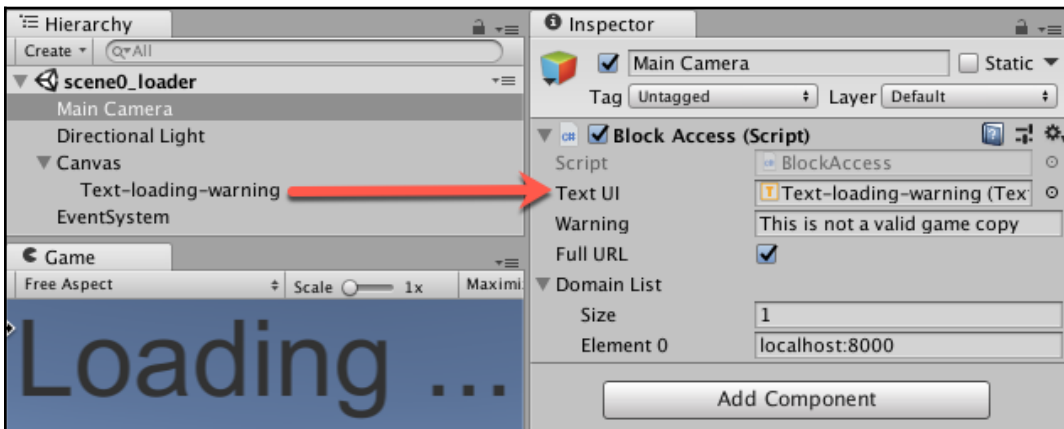 Hierarchy
Create
All
scene0_loader
Main Camera
Directional Light
Canvas
Text-loading-warning
EventSystem
Game
Free Aspect Scale 1x Maximi
Loading ...
Inspector
Main Camera Static
Tag Untagged Layer Default
C# Block Access (Script)
Script BlockAccess
Text UI T Text-loading-warning (Tex
Warning This is not a valid game copy
Full URL
Domain List
Size 1
Element 0 localhost:8000
Add Component